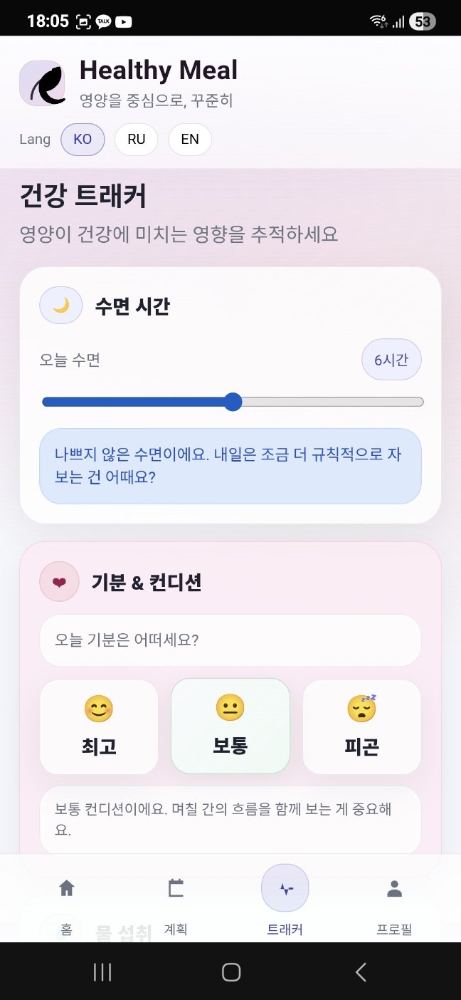 18:05
TALK
6
53
Healthy Meal
영양을 중심으로, 꾸준히
Lang KO RU EN
건강 트래커
영양이 건강에 미치는 영향을 추적하세요
수면 시간
오늘 수면 6시간
나쁘지 않은 수면이에요. 내일은 조금 더 규칙적으로 자
보는 건 어때요?
기분 & 컨디션
오늘 기분은 어떠세요?
최고 보통 피곤
보통 컨디션이에요. 며칠 간의 흐름을 함께 보는 게 중요해
요.
물 섭취
홈 계획 트래커 프로필